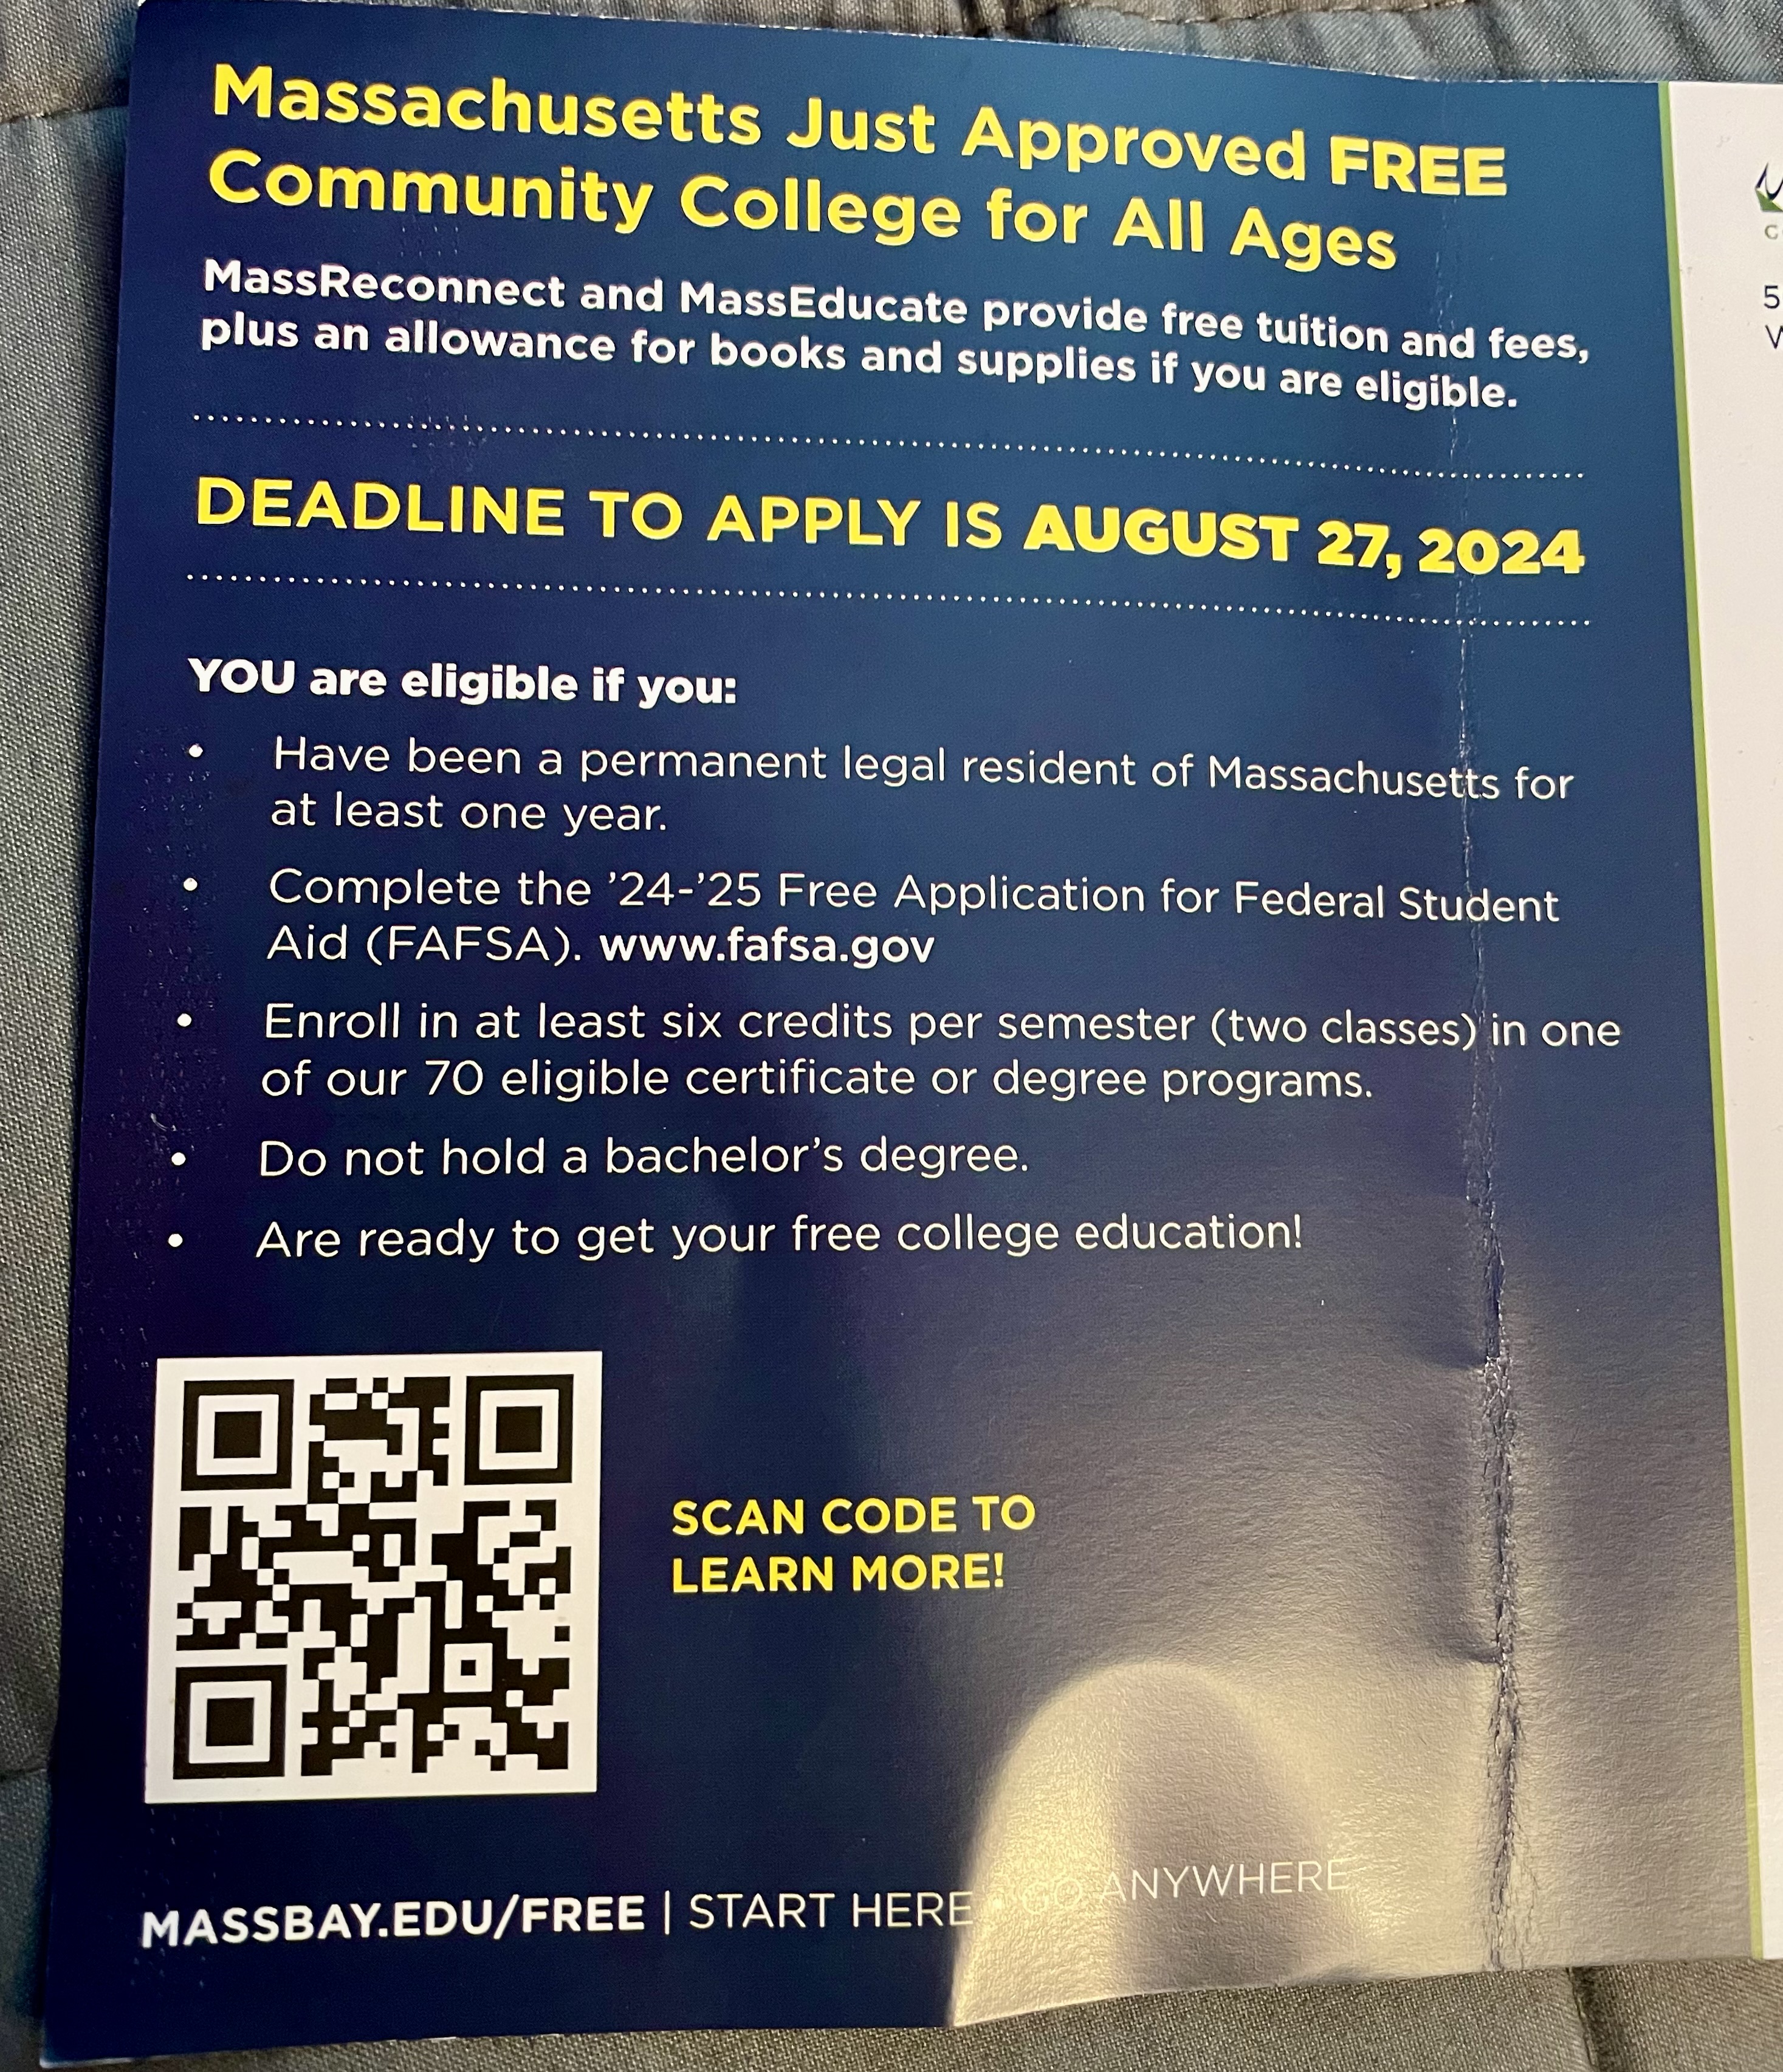 Massachusetts Just Approved FREE
Community College for All Ages
MassReconnect and MassEducate provide free tuition and fees,
plus an allowance for books and supplies if you are eligible.
DEADLINE TO APPLY IS AUGUST 27, 2024
YOU are eligible if you:
• Have been a permanent legal resident of Massachusetts for
at least one year.
• Complete the ’24-’25 Free Application for Federal Student
Aid (FAFSA). www.fafsa.gov
• Enroll in at least six credits per semester (two classes) in one
of our 70 eligible certificate or degree programs.
• Do not hold a bachelor’s degree.
• Are ready to get your free college education!
SCAN CODE TO
LEARN MORE!
MASSBAY.EDU/FREE | START HERE GO ANYWHERE
5